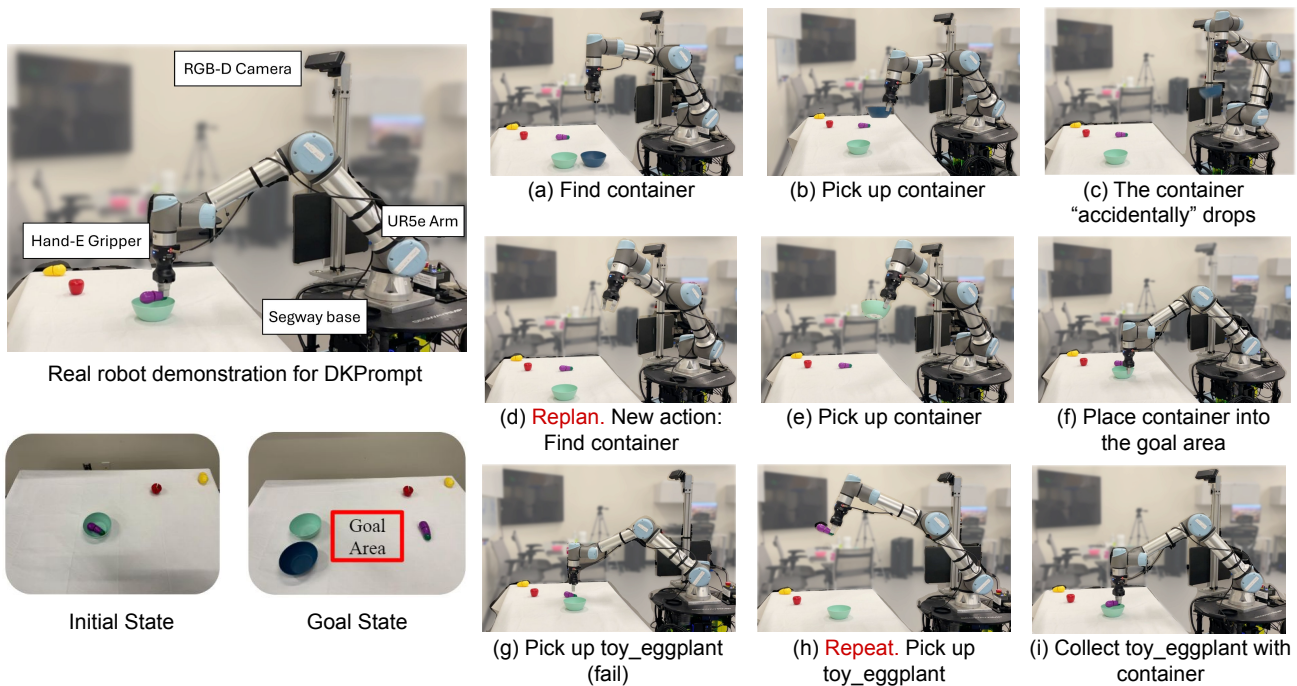 RGB-D Camera
Hand-E Gripper
UR5e Arm
Segway base
Real robot demonstration for DKPrompt
Goal
Area
Initial State
Goal State
(a) Find container
(b) Pick up container
(c) The container
“accidentally” drops
(d) Replan. New action:
Find container
(e) Pick up container
(f) Place container into
the goal area
(g) Pick up toy_eggplant
(fail)
(h) Repeat. Pick up
toy_eggplant
(i) Collect toy_eggplant with
container